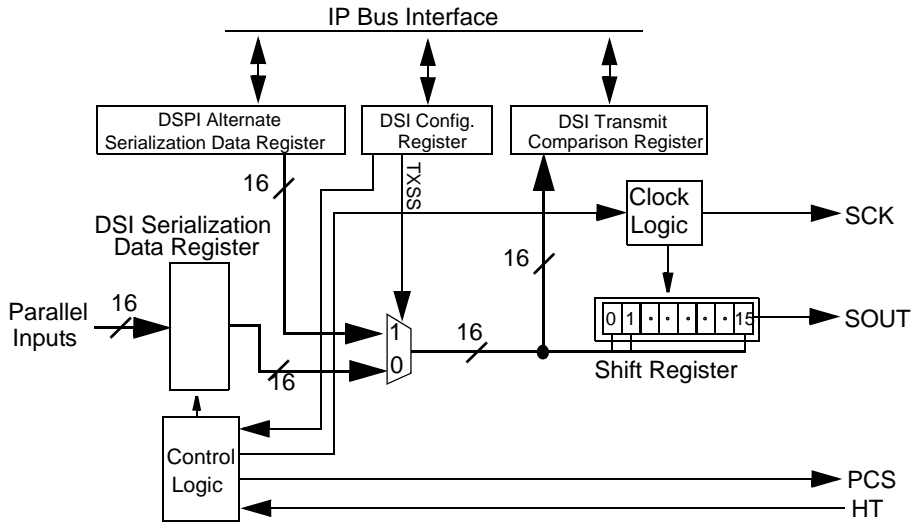 IP Bus Interface
DSPI Alternate
Serialization Data Register
DSI Config.
Register
DSI Transmit
Comparison Register
16
TXSS
DSI Serialization
Data Register
Clock
Logic
SCK
16
Parallel
Inputs
16
16
1
0
16
0 1 · · · · · 15
SOUT
Shift Register
Control
Logic
PCS
HT